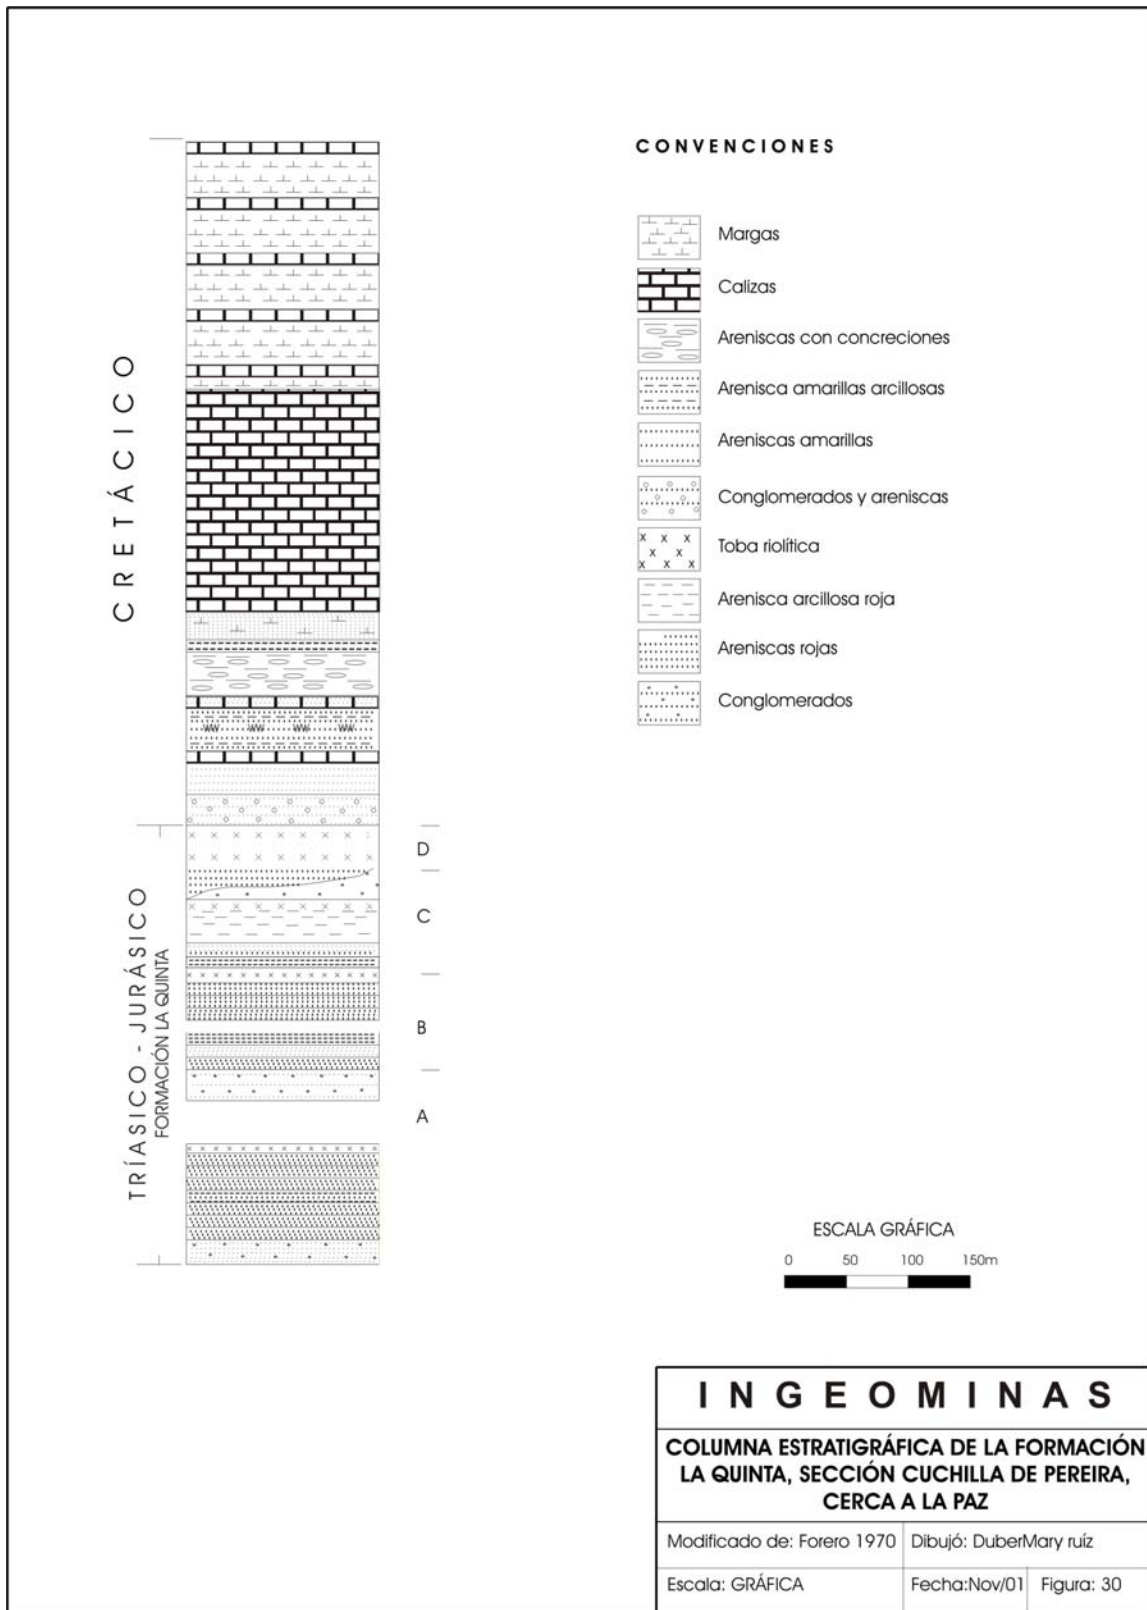 CONVENCIONES
Margas
Calizas
Areniscas con concreciones
Arenisca amarillas arcillosas
Areniscas amarillas
Conglomerados y areniscas
Toba riolítica
Arenisca arcillosa roja
Areniscas rojas
Conglomerados
CRETÁCICO
TRÍASICO - JURÁSICO
FORMACIÓN LA QUINTA
D
C
B
A
ESCALA GRÁFICA
0 50 100 150m
INGEOMINAS
COLUMNA ESTRATIGRÁFICA DE LA FORMACIÓN
LA QUINTA, SECCIÓN CUCHILLA DE PEREIRA,
CERCA A LA PAZ
Modificado de: Forero 1970 Dibujó: DuberMary ruíz
Escala: GRÁFICA Fecha:Nov/01 Figura: 30